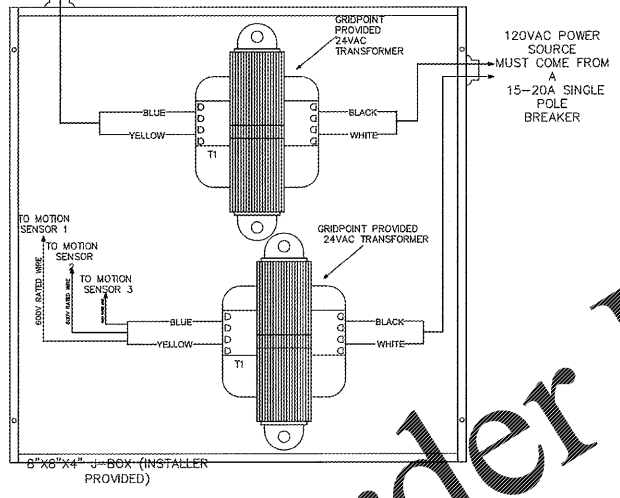 GRIDPOINT
PROVIDED
24VAC
TRANSFORMER
120VAC POWER
SOURCE
MUST COME FROM
A
15-20A SINGLE
POLE
BREAKER
BLUE
BLACK
YELLOW
WHITE
T1
TO MOTION
SENSOR 1
TO MOTION
SENSOR
2
TO MOTION
SENSOR 3
600V RATED WIRE
600V RATED WIRE
GRIDPOINT PROVIDED
24VAC TRANSFORMER
BLUE
BLACK
YELLOW
WHITE
T1
8"X6"X4" J-BOX (INSTALLER
PROVIDED)